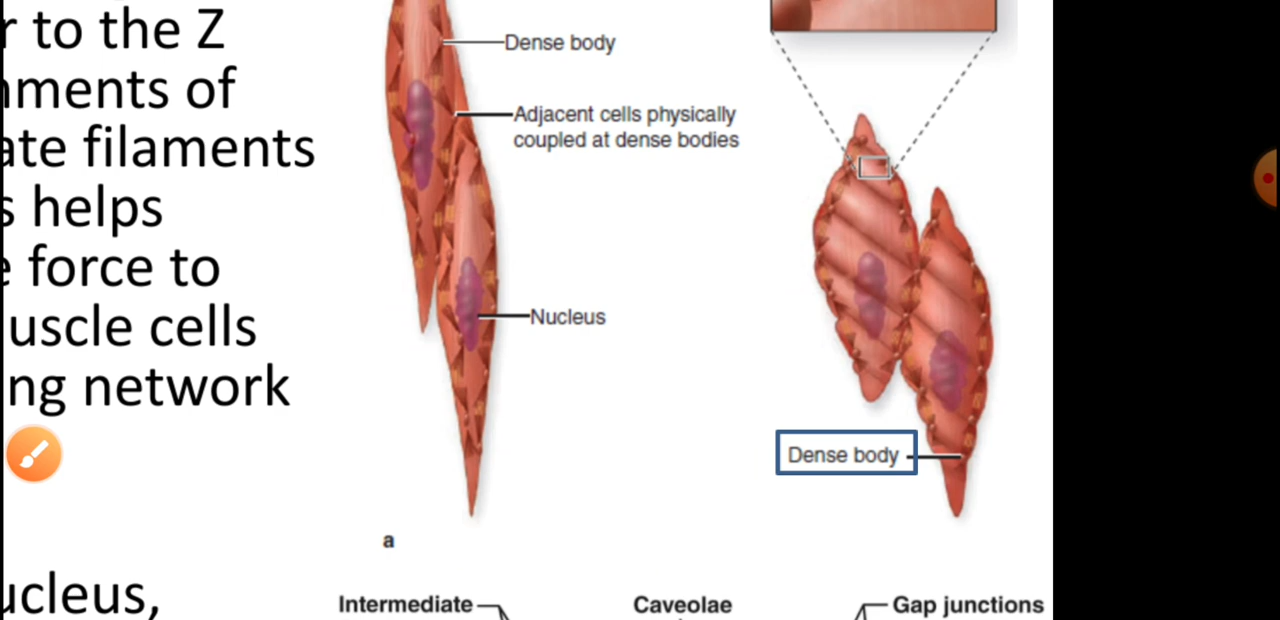 r to the Z
nments of
ate filaments
s helps
e force to
uscle cells
ng network
ucleus,
Dense body
Adjacent cells physically
coupled at dense bodies
Nucleus
Dense body
a
Intermediate
Caveolae
Gap junctions